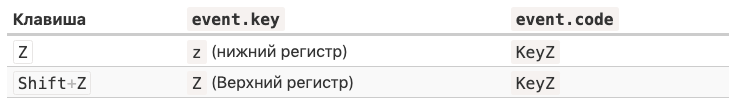 Клавиша event.key event.code
Z z (нижний регистр) KeyZ
Shift+Z Z (Верхний регистр) KeyZ